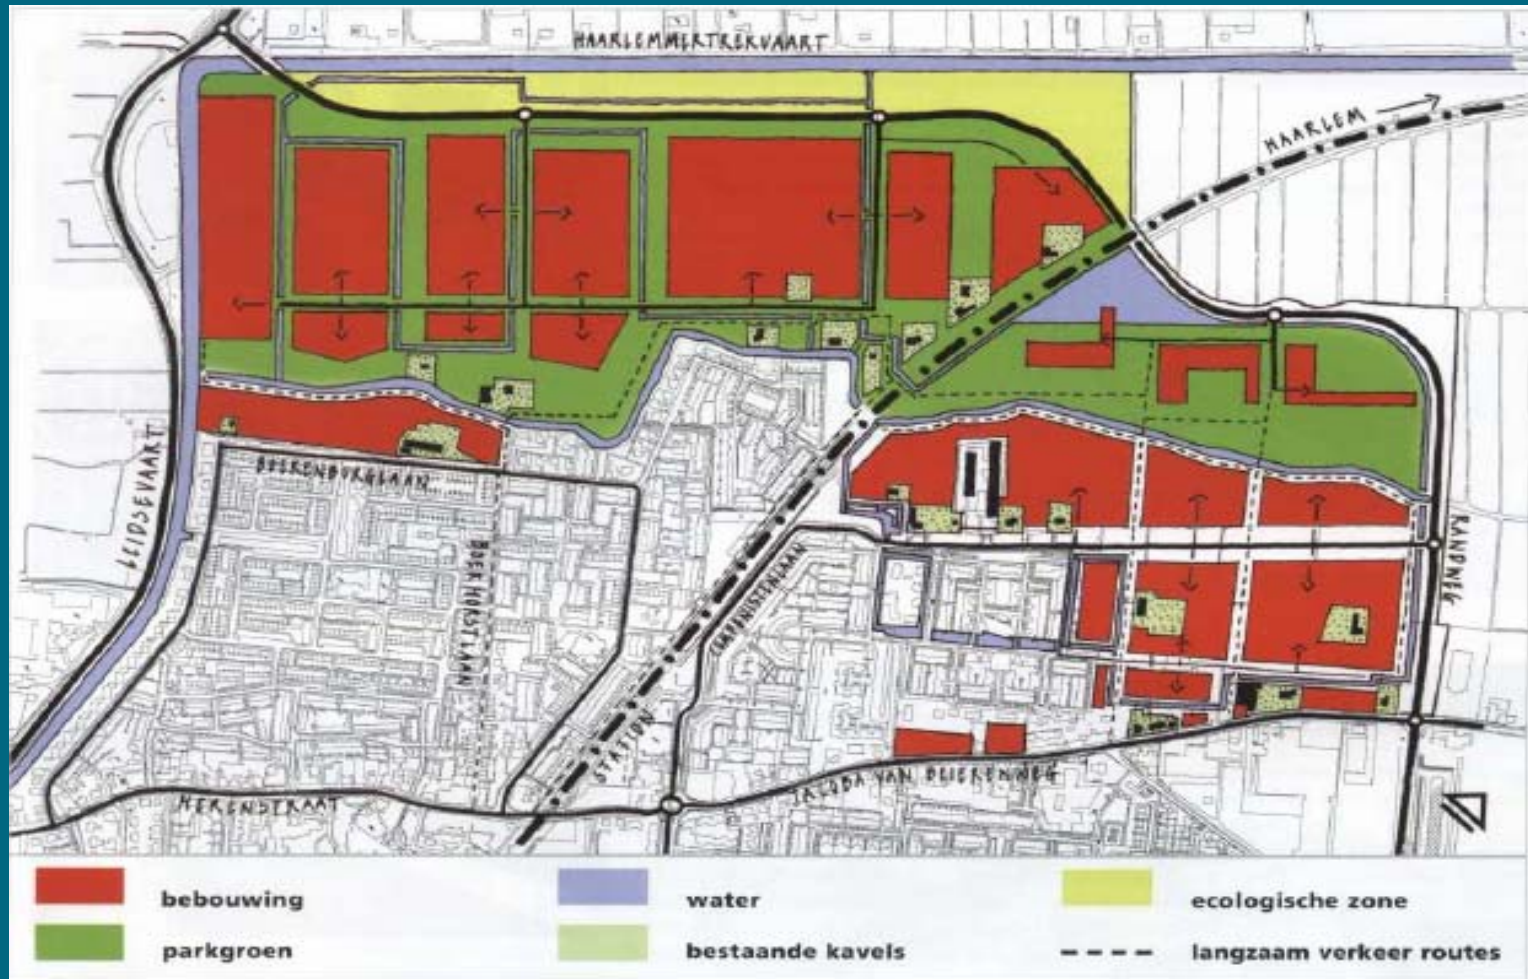 HAARLEMMERTREKVAART
HAARLEM
LEIDSEVAART
BOERENBURGLAAN
BOEKHORSTLAAN
IMPENISTENLAAN
RANDWEG
STATION
JACOBA VAN BEIERENWEG
HERENSTRAAT
bebouwing
water
ecologische zone
parkgroen
bestaande kavels
langzaam verkeer routes